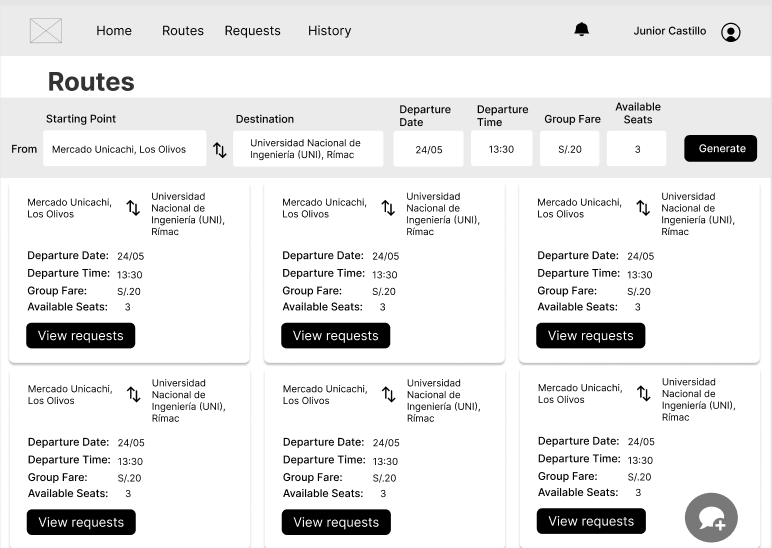 Home Routes Requests History Junior Castillo
Routes
Starting Point
Destination
Departure
Date
Departure
Time
Group Fare
Available
Seats
From
Mercado Unicachi, Los Olivos
Universidad Nacional de
Ingeniería (UNI), Rímac
24/05
13:30
S/.20
3
Generate
Mercado Unicachi,
Los Olivos
Universidad
Nacional de
Ingeniería (UNI),
Rímac
Departure Date: 24/05
Departure Time: 13:30
Group Fare: S/.20
Available Seats: 3
View requests
Mercado Unicachi,
Los Olivos
Universidad
Nacional de
Ingeniería (UNI),
Rímac
Departure Date: 24/05
Departure Time: 13:30
Group Fare: S/.20
Available Seats: 3
View requests
Mercado Unicachi,
Los Olivos
Universidad
Nacional de
Ingeniería (UNI),
Rímac
Departure Date: 24/05
Departure Time: 13:30
Group Fare: S/.20
Available Seats: 3
View requests
Mercado Unicachi,
Los Olivos
Universidad
Nacional de
Ingeniería (UNI),
Rímac
Departure Date: 24/05
Departure Time: 13:30
Group Fare: S/.20
Available Seats: 3
View requests
Mercado Unicachi,
Los Olivos
Universidad
Nacional de
Ingeniería (UNI),
Rímac
Departure Date: 24/05
Departure Time: 13:30
Group Fare: S/.20
Available Seats: 3
View requests
Mercado Unicachi,
Los Olivos
Universidad
Nacional de
Ingeniería (UNI),
Rímac
Departure Date: 24/05
Departure Time: 13:30
Group Fare: S/.20
Available Seats: 3
View requests